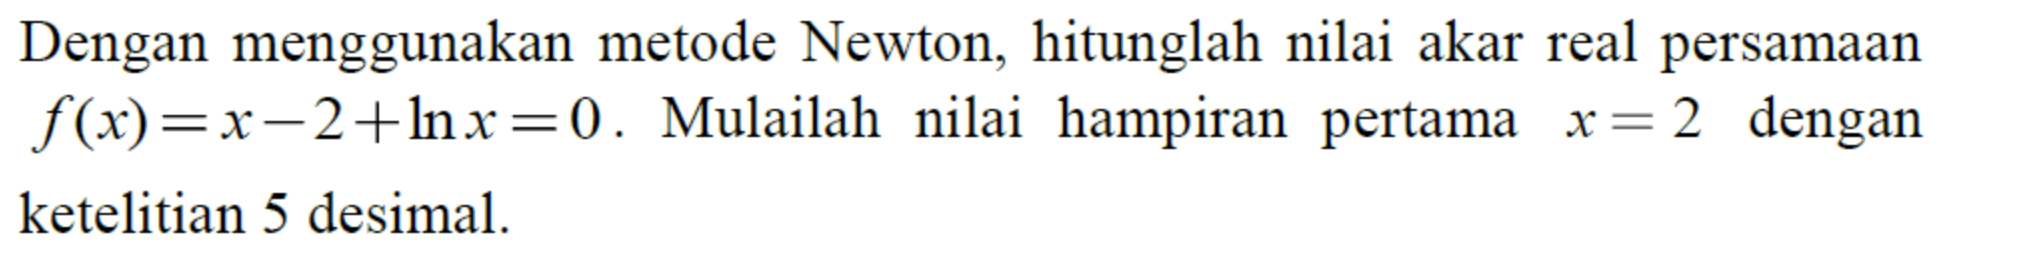 Dengan menggunakan metode Newton, hitunglah nilai akar real persamaan
f(x)=x−2+ln x=0. Mulailah nilai hampiran pertama x=2 dengan
ketelitian 5 desimal.